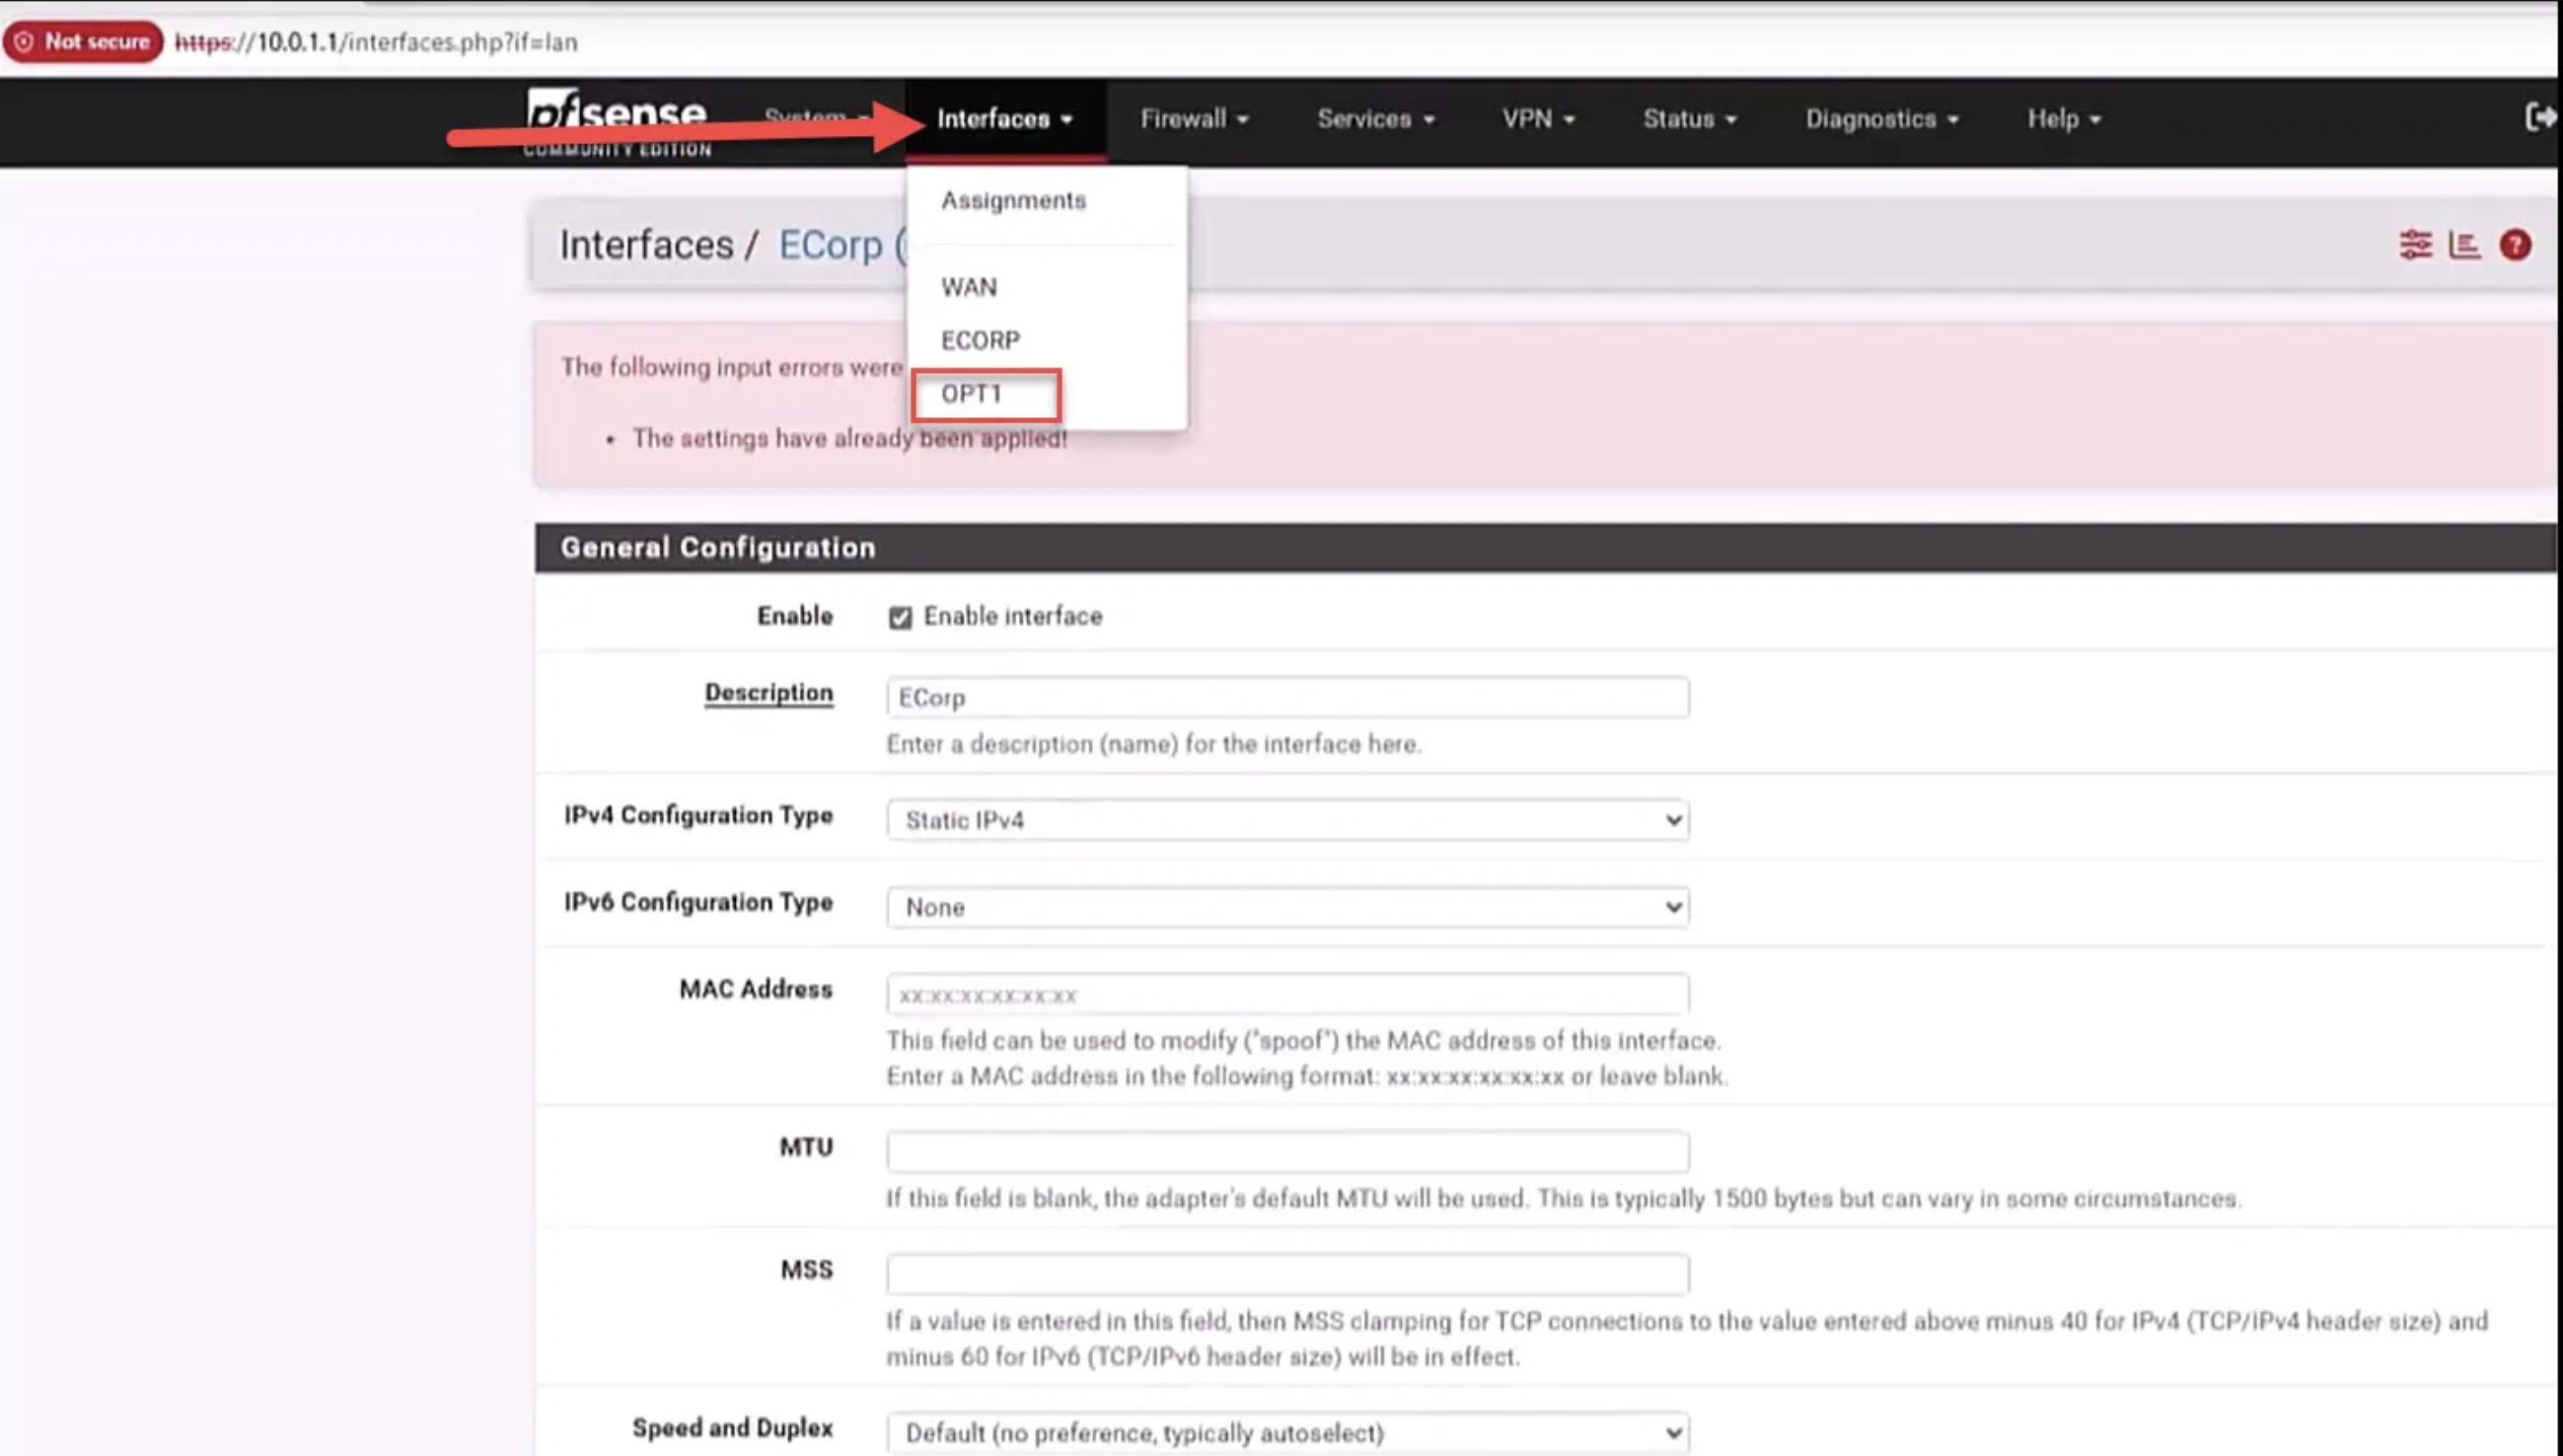 Not secure https://10.0.1.1/interfaces.php?if=lan
pfsense
COMMUNITY EDITION
System
Interfaces
Firewall
Services
VPN
Status
Diagnostics
Help
Assignments
WAN
ECORP
OPT1
Interfaces / ECorp (
The following input errors were
• The settings have already been applied!
General Configuration
Enable
Enable interface
Description
ECorp
Enter a description (name) for the interface here.
IPv4 Configuration Type
Static IPv4
IPv6 Configuration Type
None
MAC Address
xx:xx:xx:xx:xx:xx
This field can be used to modify ("spoof") the MAC address of this interface.
Enter a MAC address in the following format: xx:xx:xx:xx:xx:xx or leave blank.
MTU
If this field is blank, the adapter's default MTU will be used. This is typically 1500 bytes but can vary in some circumstances.
MSS
If a value is entered in this field, then MSS clamping for TCP connections to the value entered above minus 40 for IPv4 (TCP/IPv4 header size) and
minus 60 for IPv6 (TCP/IPv6 header size) will be in effect.
Speed and Duplex
Default (no preference, typically autoselect)